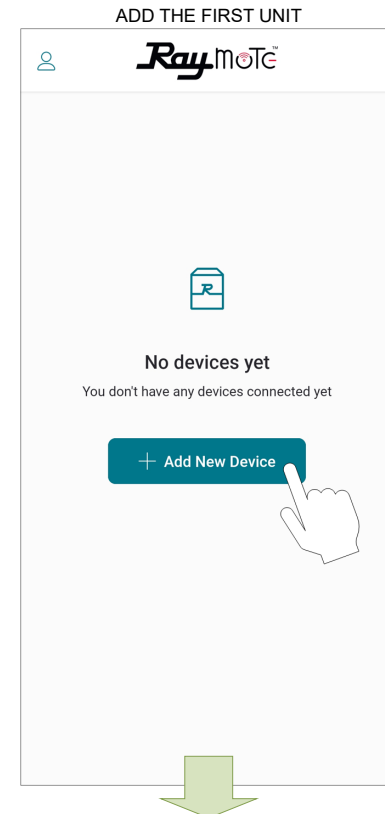 ADD THE FIRST UNIT
RayMOTE™
R
No devices yet
You don't have any devices connected yet
+ Add New Device